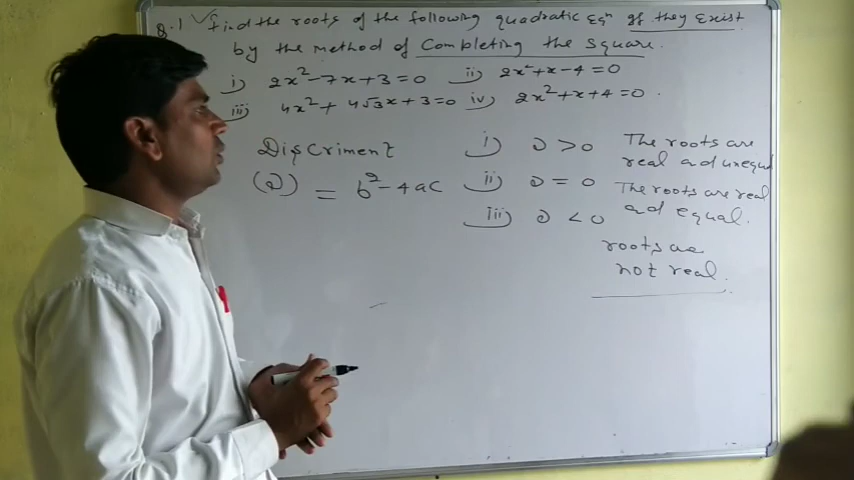 Q.1 ✓ Find the roots of the following quadratic Eqⁿ if they Exist
by the method of Completing the Square.
i) 2x²-7x+3=0 ii) 2x²+x-4=0
iii) 4x²+4√3x+3=0 iv) 2x²+x+4=0.
Discriment
(D) = b²-4ac
i) D>0 The roots are
real and unequ
ii) D=0 The roots are real
and equal.
iii) D<0
roots are
not real.